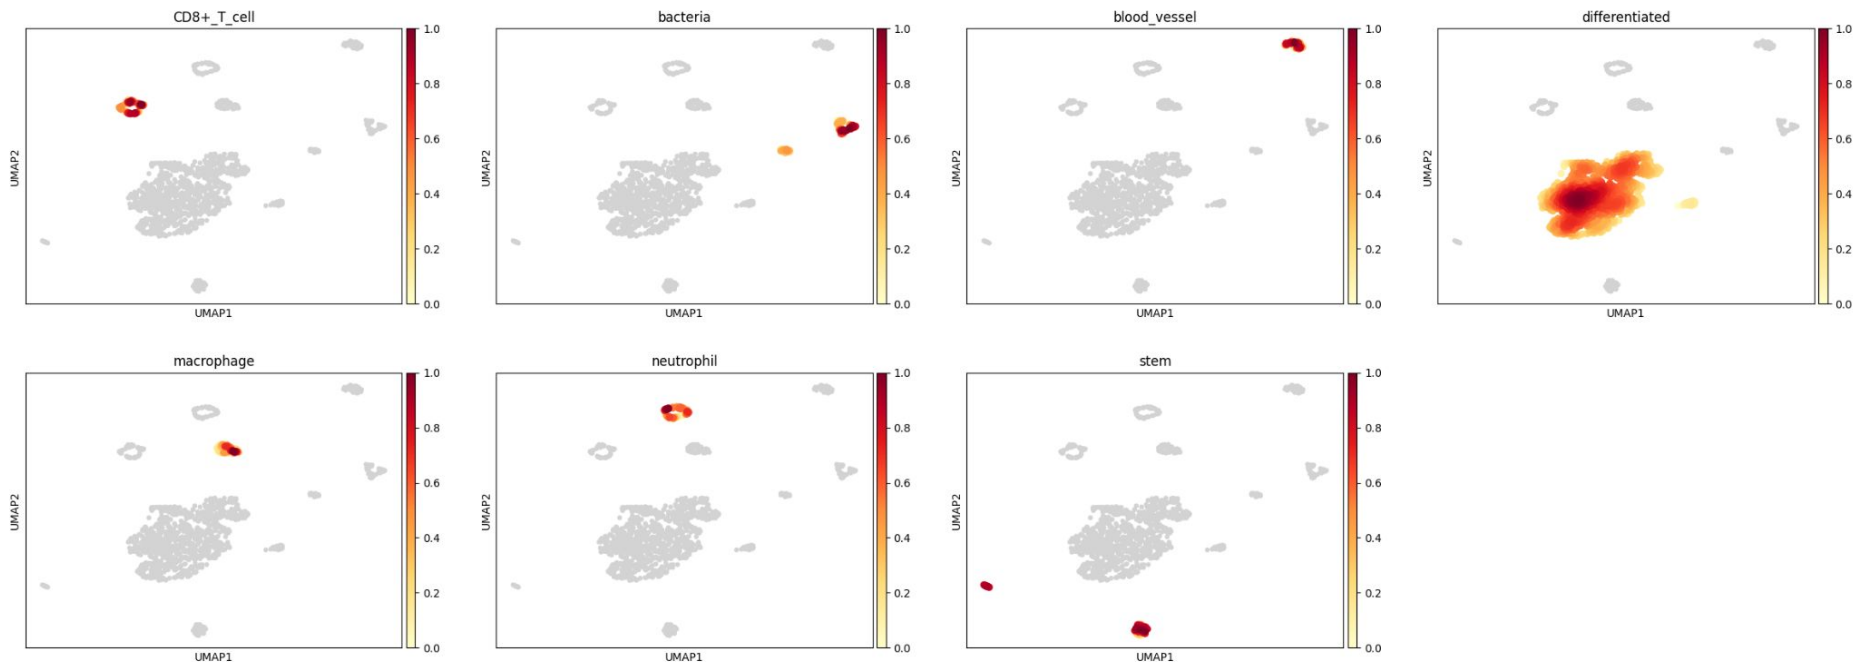 CD8+_T_cell
UMAP2
UMAP1
1.0
0.8
0.6
0.4
0.2
0.0
bacteria
UMAP2
UMAP1
1.0
0.8
0.6
0.4
0.2
0.0
blood_vessel
UMAP2
UMAP1
1.0
0.8
0.6
0.4
0.2
0.0
differentiated
UMAP2
UMAP1
1.0
0.8
0.6
0.4
0.2
0.0
macrophage
UMAP2
UMAP1
1.0
0.8
0.6
0.4
0.2
0.0
neutrophil
UMAP2
UMAP1
1.0
0.8
0.6
0.4
0.2
0.0
stem
UMAP2
UMAP1
1.0
0.8
0.6
0.4
0.2
0.0